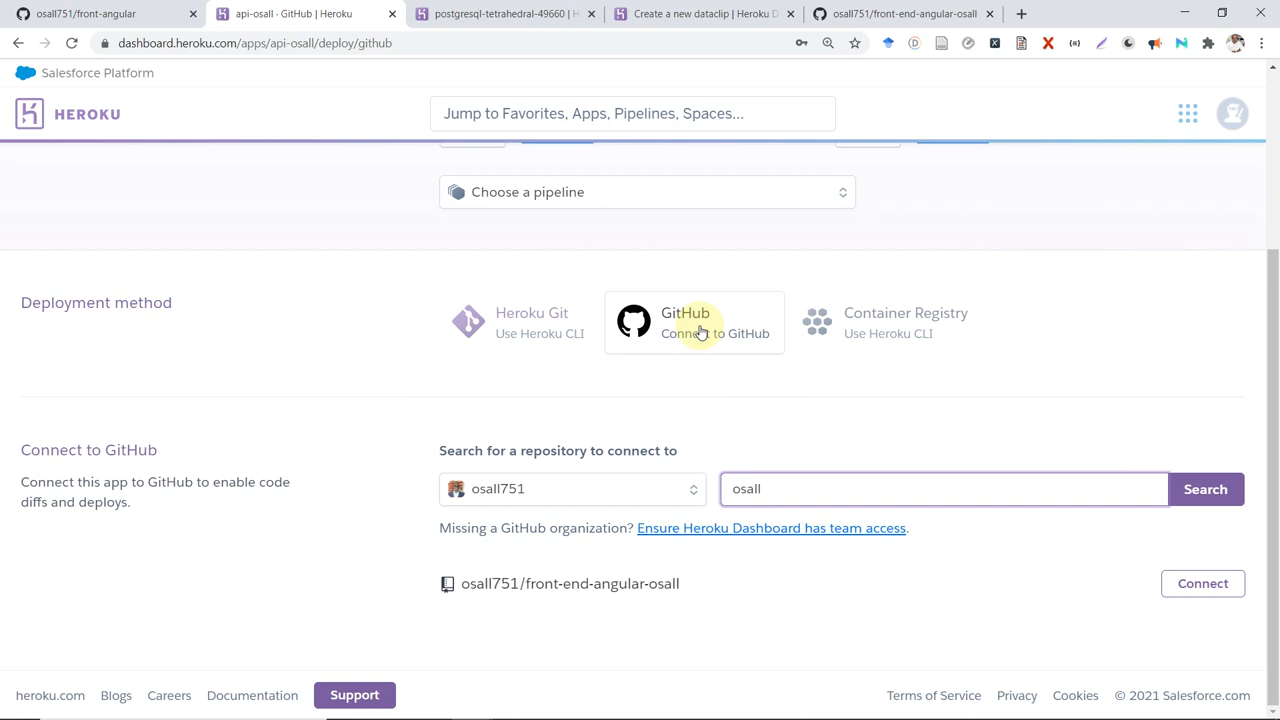 osall751/front-angular
api-osall - GitHub | Heroku
postgresql-tetrahedral-49660 | H
Create a new dataclip | Heroku D
osall751/front-end-angular-osall
dashboard.heroku.com/apps/api-osall/deploy/github
Salesforce Platform
HEROKU
Jump to Favorites, Apps, Pipelines, Spaces...
Choose a pipeline
Deployment method
Heroku Git
Use Heroku CLI
GitHub
Connect to GitHub
Container Registry
Use Heroku CLI
Connect to GitHub
Connect this app to GitHub to enable code
diffs and deploys.
Search for a repository to connect to
osall751
osall
Search
Missing a GitHub organization? Ensure Heroku Dashboard has team access.
osall751/front-end-angular-osall
Connect
heroku.com Blogs Careers Documentation Support
Terms of Service Privacy Cookies © 2021 Salesforce.com